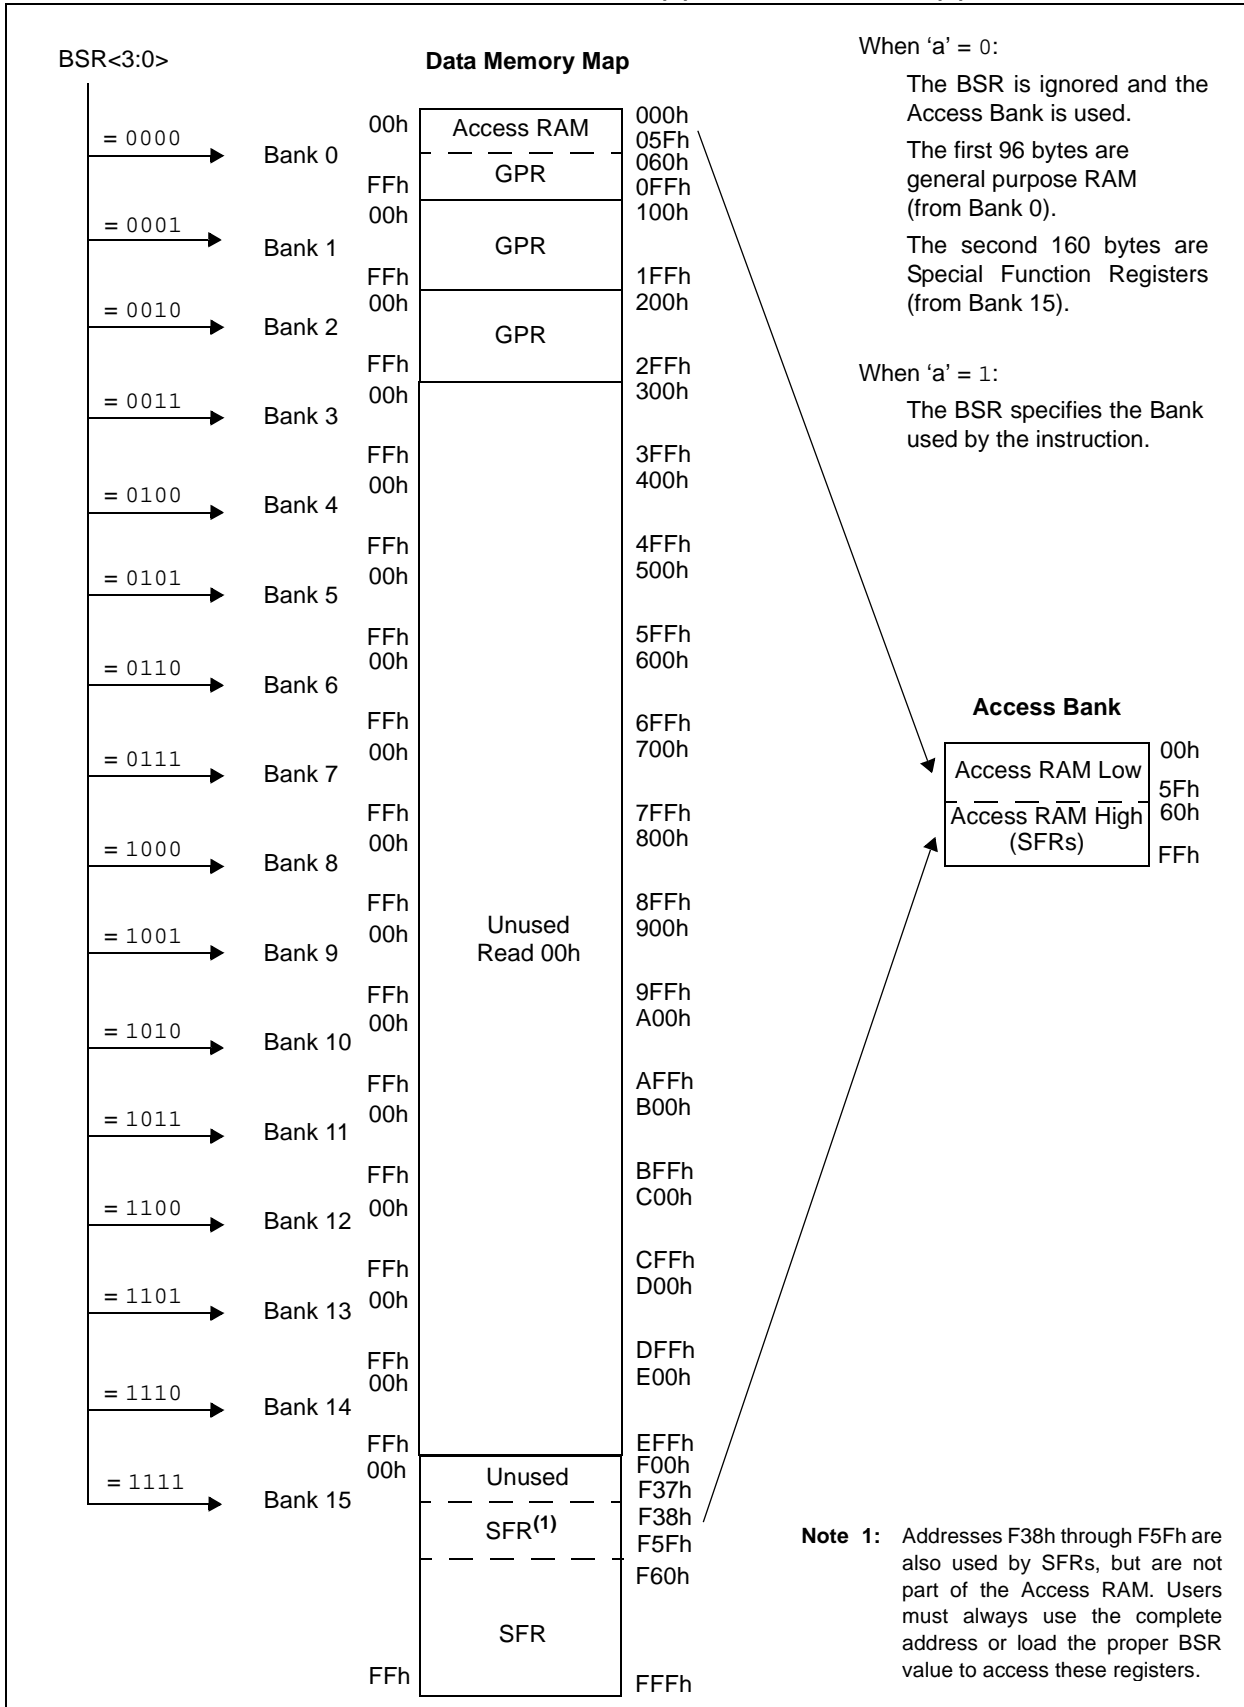 BSR<3:0>
Data Memory Map
When ‘a’ = 0:
The BSR is ignored and the
Access Bank is used.
The first 96 bytes are
general purpose RAM
(from Bank 0).
The second 160 bytes are
Special Function Registers
(from Bank 15).
When ‘a’ = 1:
The BSR specifies the Bank
used by the instruction.
= 0000
Bank 0
00h
Access RAM
000h
05Fh
060h
GPR
FFh
0FFh
= 0001
Bank 1
00h
100h
GPR
FFh
1FFh
= 0010
Bank 2
00h
200h
GPR
FFh
2FFh
= 0011
Bank 3
00h
300h
FFh
3FFh
= 0100
Bank 4
00h
400h
FFh
4FFh
= 0101
Bank 5
00h
500h
FFh
5FFh
= 0110
Bank 6
00h
600h
FFh
6FFh
= 0111
Bank 7
00h
700h
FFh
7FFh
= 1000
Bank 8
00h
800h
FFh
8FFh
= 1001
Bank 9
00h
900h
Unused
Read 00h
FFh
9FFh
= 1010
Bank 10
00h
A00h
FFh
AFFh
= 1011
Bank 11
00h
B00h
FFh
BFFh
= 1100
Bank 12
00h
C00h
FFh
CFFh
= 1101
Bank 13
00h
D00h
FFh
DFFh
= 1110
Bank 14
00h
E00h
FFh
EFFh
= 1111
Bank 15
00h
F00h
Unused
F37h
F38h
SFR(1)
F5Fh
F60h
SFR
FFh
FFFh
Access Bank
Access RAM Low
00h
5Fh
Access RAM High
(SFRs)
60h
FFh
Note 1: Addresses F38h through F5Fh are
also used by SFRs, but are not
part of the Access RAM. Users
must always use the complete
address or load the proper BSR
value to access these registers.